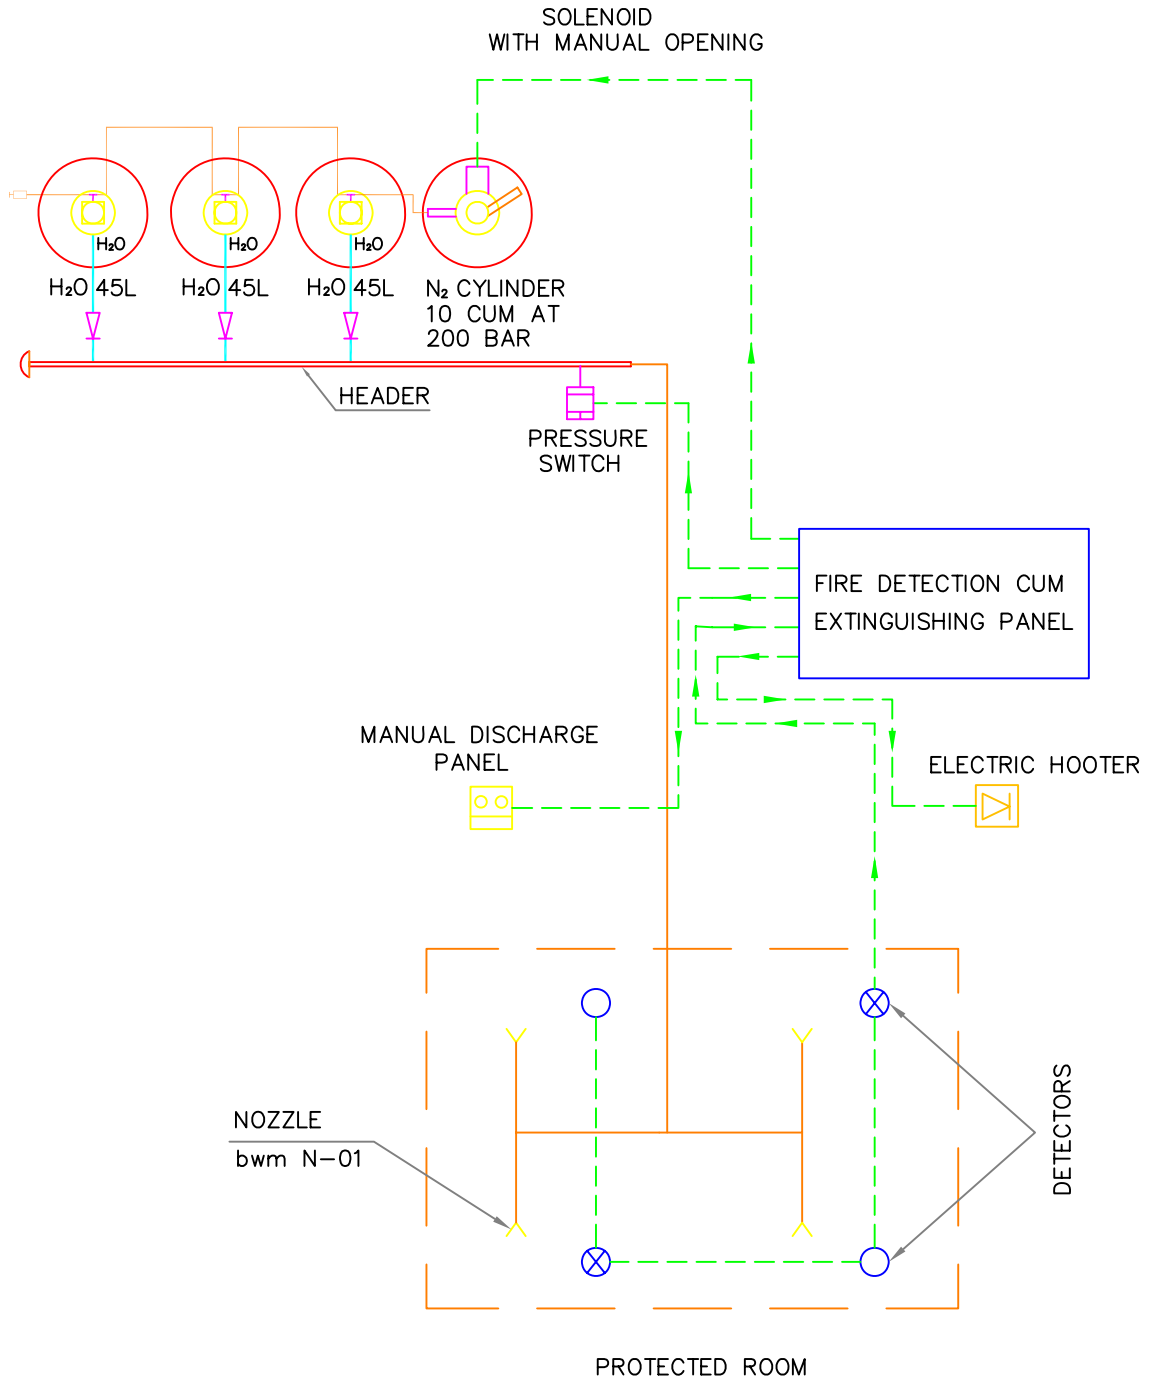 SOLENOID
WITH MANUAL OPENING
H₂O
H₂O
H₂O
H₂O 45L
H₂O 45L
H₂O 45L
N₂ CYLINDER
10 CUM AT
200 BAR
HEADER
PRESSURE
SWITCH
FIRE DETECTION CUM
EXTINGUISHING PANEL
MANUAL DISCHARGE
PANEL
ELECTRIC HOOTER
NOZZLE
bwm N-01
DETECTORS
PROTECTED ROOM